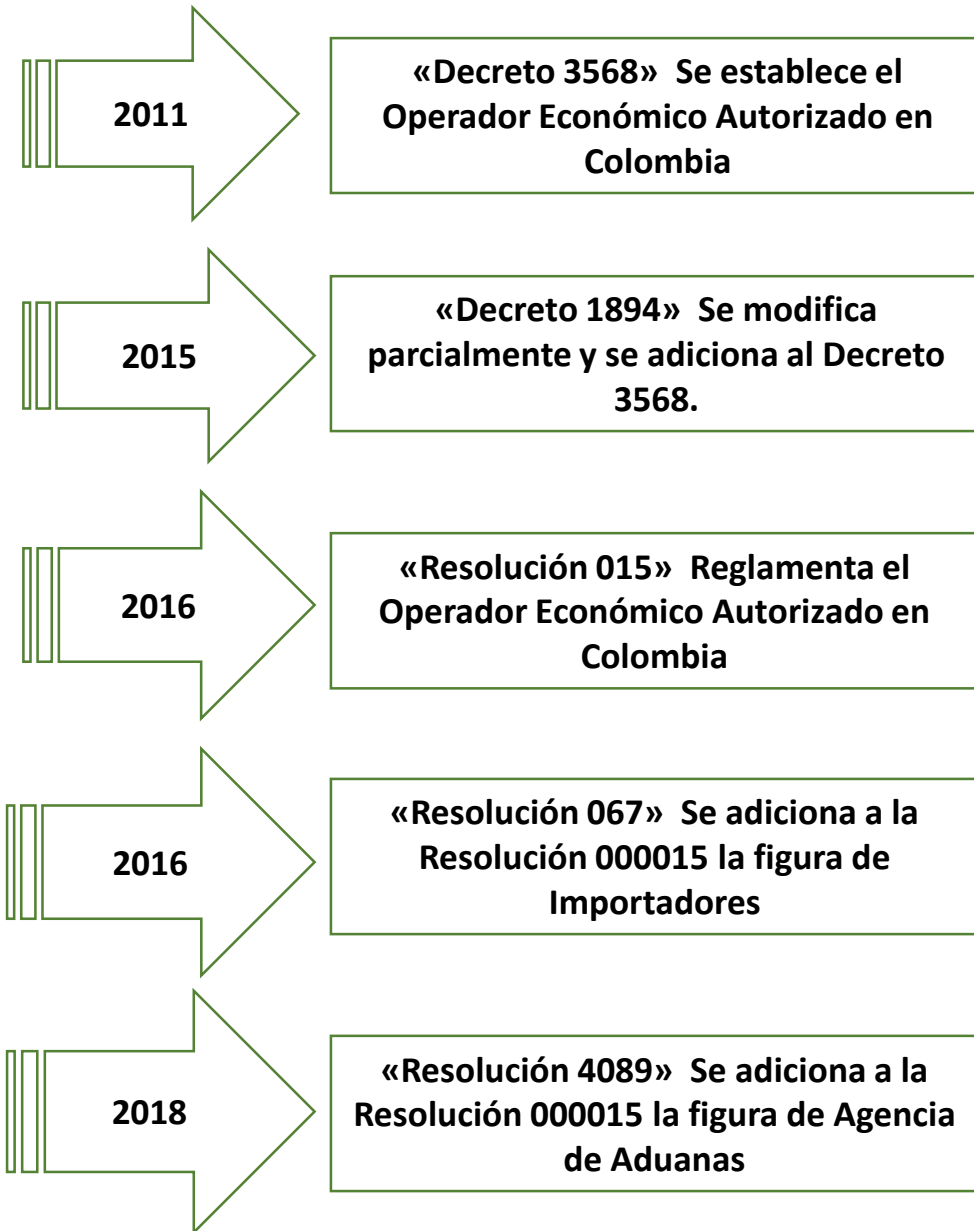 2011
«Decreto 3568» Se establece el
Operador Económico Autorizado en
Colombia
2015
«Decreto 1894» Se modifica
parcialmente y se adiciona al Decreto
3568.
2016
«Resolución 015» Reglamenta el
Operador Económico Autorizado en
Colombia
2016
«Resolución 067» Se adiciona a la
Resolución 000015 la figura de
Importadores
2018
«Resolución 4089» Se adiciona a la
Resolución 000015 la figura de Agencia
de Aduanas